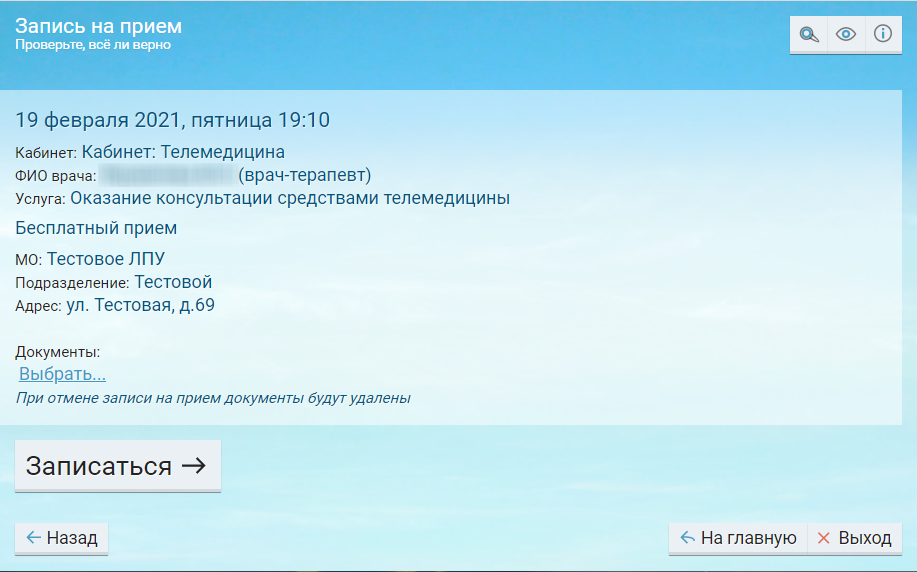 Запись на прием
Проверьте, всё ли верно
19 февраля 2021, пятница 19:10
Кабинет: Кабинет: Телемедицина
ФИО врача: (врач-терапевт)
Услуга: Оказание консультации средствами телемедицины
Бесплатный прием
МО: Тестовое ЛПУ
Подразделение: Тестовой
Адрес: ул. Тестовая, д.69
Документы:
Выбрать...
При отмене записи на прием документы будут удалены
Записаться →
← Назад
На главную
Выход